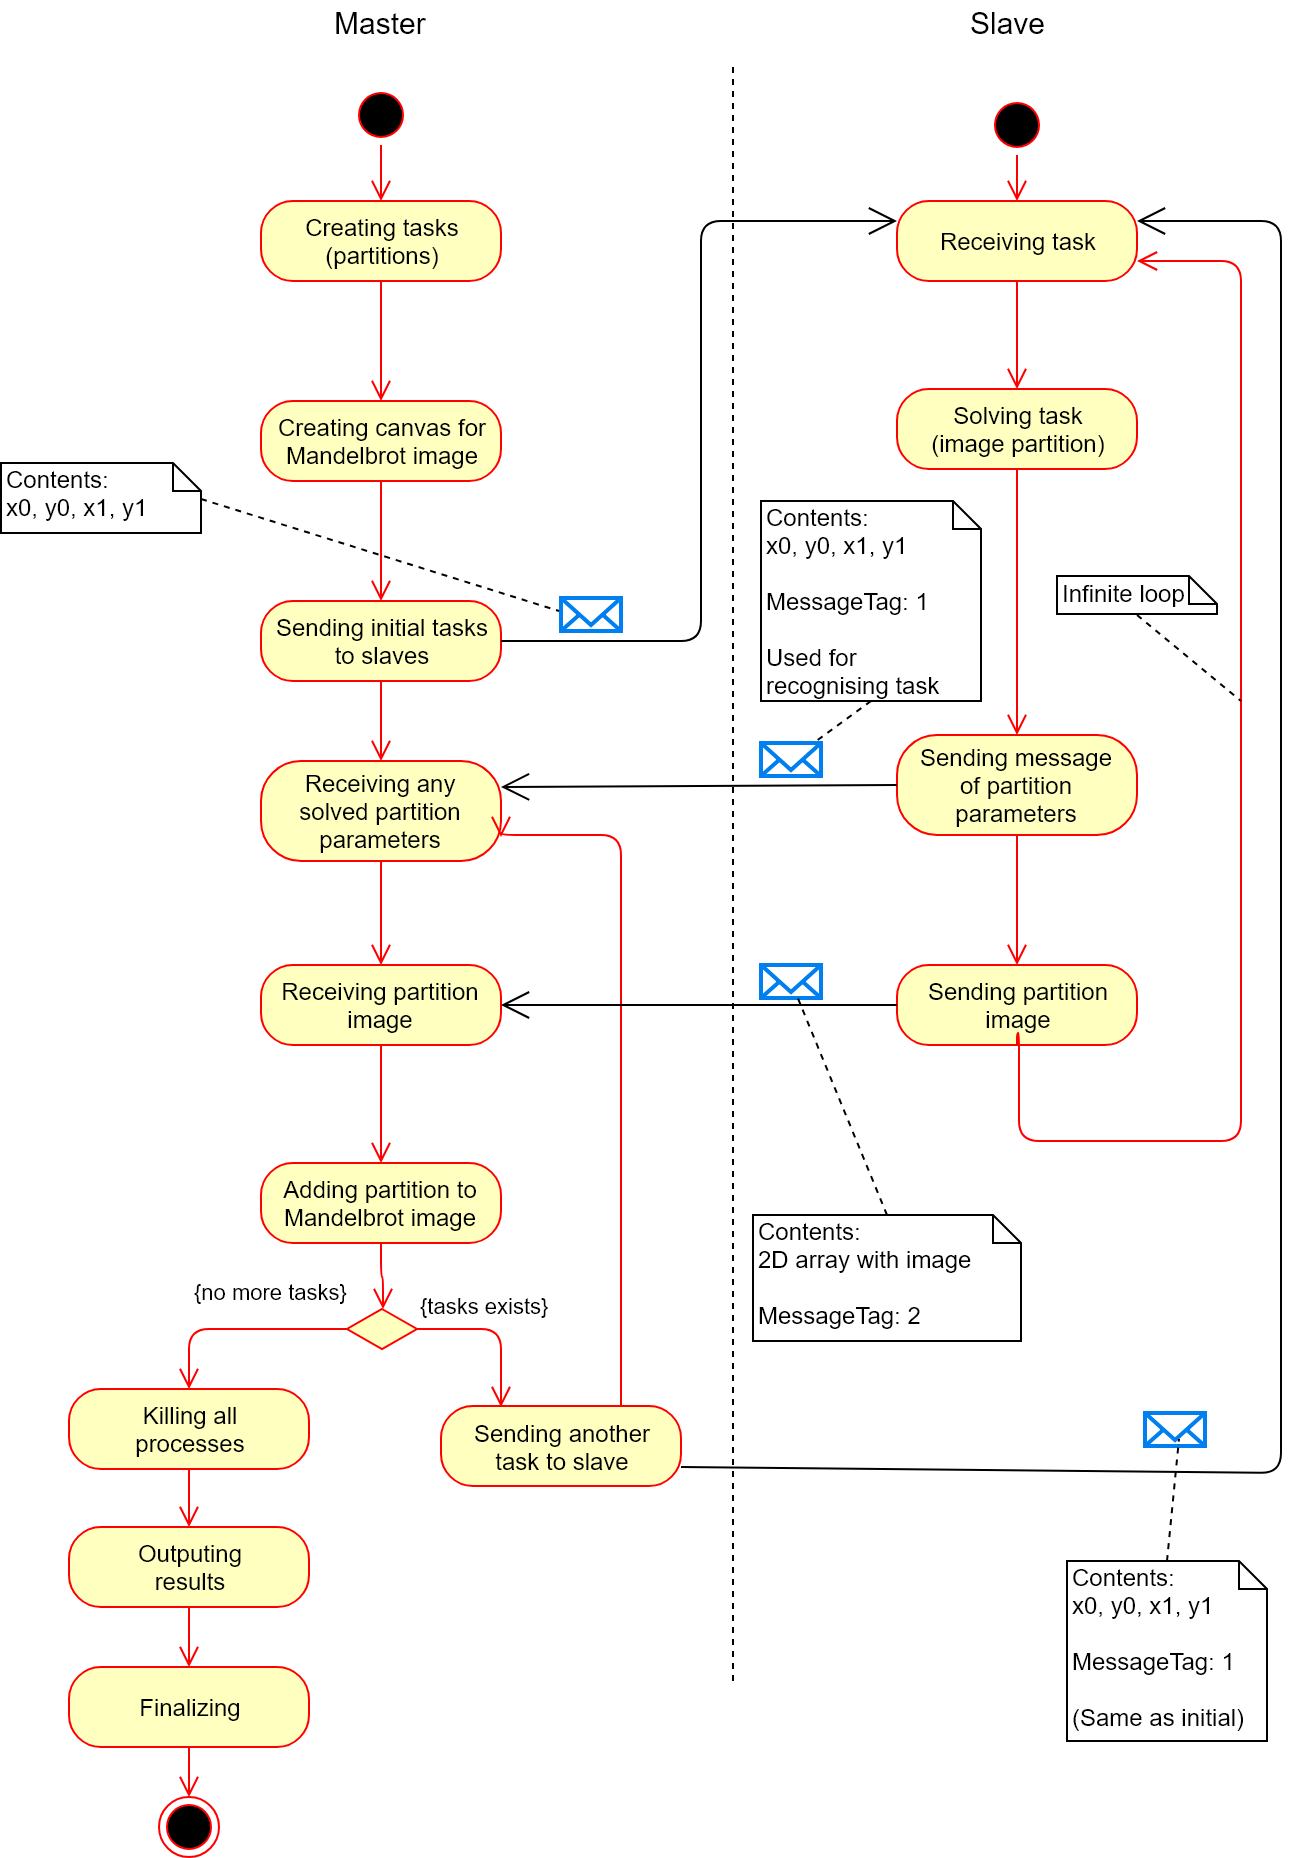 Master
Slave
Creating tasks
(partitions)
Receiving task
Creating canvas for
Mandelbrot image
Solving task
(image partition)
Contents:
x0, y0, x1, y1
Contents:
x0, y0, x1, y1
MessageTag: 1
Used for
recognising task
Infinite loop
Sending initial tasks
to slaves
Receiving any
solved partition
parameters
Sending message
of partition
parameters
Receiving partition
image
Sending partition
image
Adding partition to
Mandelbrot image
Contents:
2D array with image
MessageTag: 2
{no more tasks}
{tasks exists}
Killing all
processes
Sending another
task to slave
Outputing
results
Contents:
x0, y0, x1, y1
MessageTag: 1
(Same as initial)
Finalizing